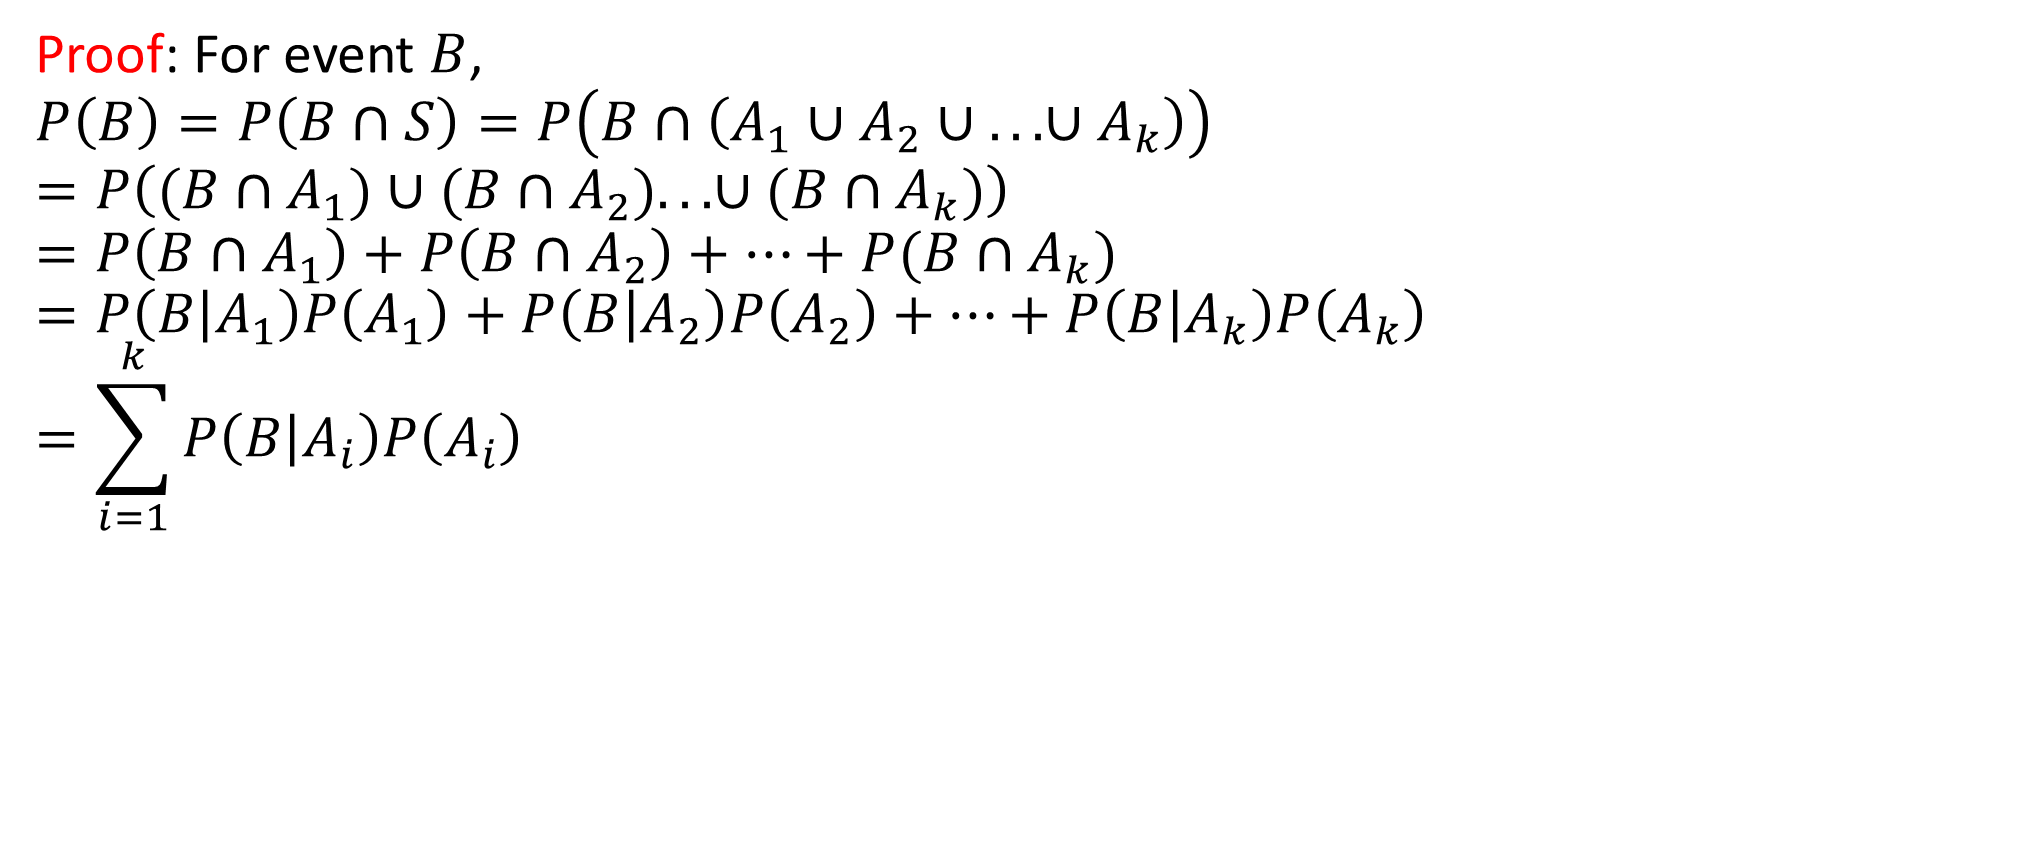 Proof: For event B,
P(B) = P(B ∩ S) = P(B ∩ (A₁ ∪ A₂ ∪ …∪ Aₖ))
= P((B ∩ A₁) ∪ (B ∩ A₂)…∪ (B ∩ Aₖ))
= P(B ∩ A₁) + P(B ∩ A₂) + ⋯ + P(B ∩ Aₖ)
= P(B|A₁)P(A₁) + P(B|A₂)P(A₂) + ⋯ + P(B|Aₖ)P(Aₖ)
= ∑ᵢ₌₁ᵏ P(B|Aᵢ)P(Aᵢ)